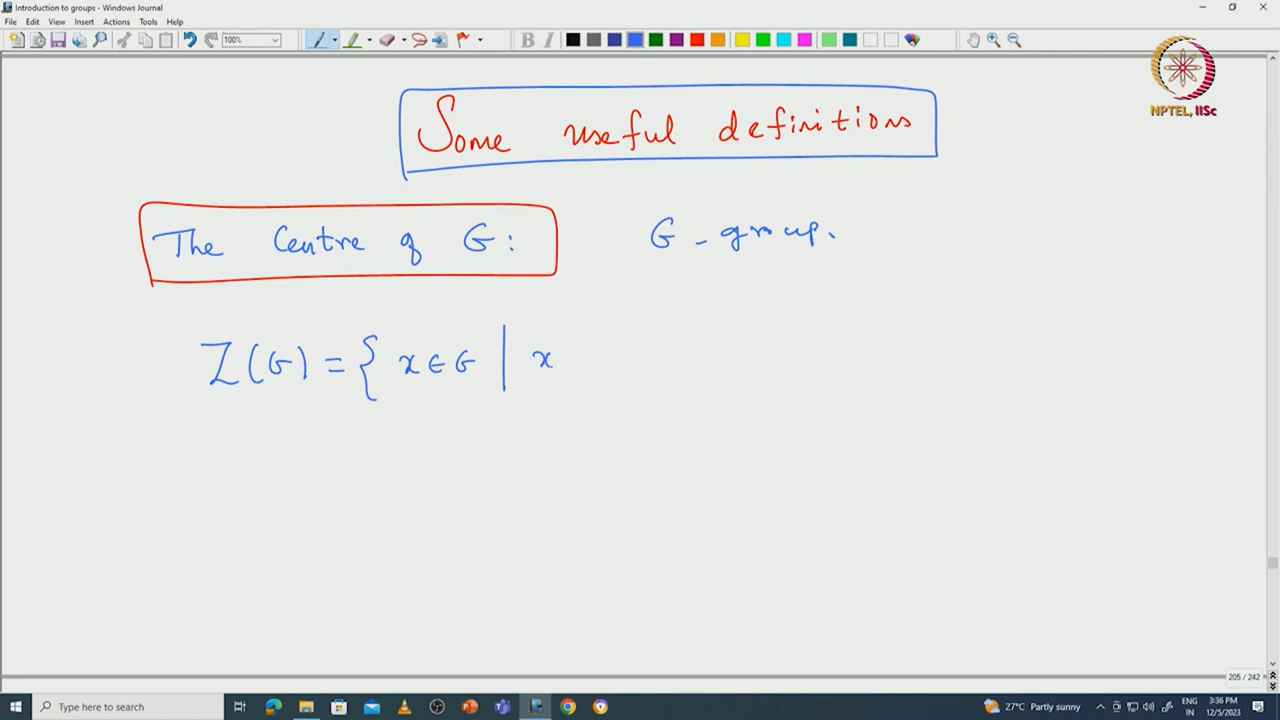 Introduction to groups - Windows Journal
File Edit View Insert Actions Tools Help
100%
NPTEL, IISc
Some useful definitions
The Centre of G: G - group.
Z(G) = { x ∈ G | x
205 / 242
Type here to search
27°C Partly sunny
ENG
IN
3:36 PM
12/5/2023